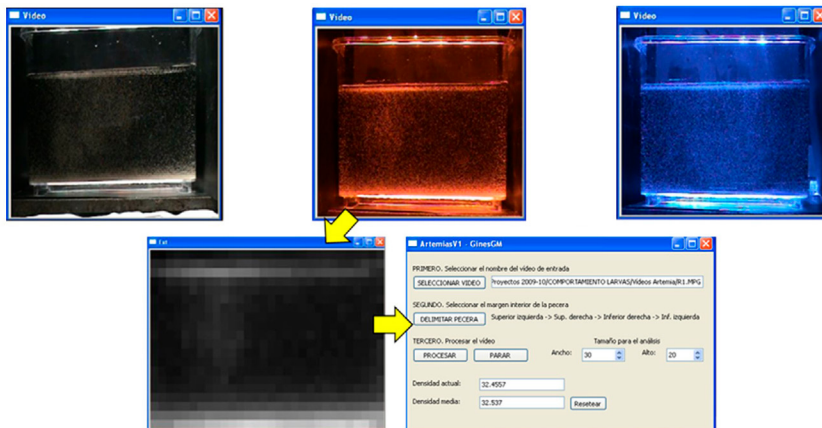 Video
Video
Video
Ext
ArtemiasV1 - GinesGM
PRIMERO. Seleccionar el nombre del vídeo de entrada
SELECCIONAR VIDEO royectos 2009-10/COMPORTAMIENTO LARVAS/Videos Artemia/R1.MPG
SEGUNDO. Seleccionar el margen interior de la pecera
DELIMITAR PECERA Superior izquierda -> Sup. derecha -> Inferior derecha -> Inf. izquierda
TERCERO. Procesar el vídeo Tamaño para el análisis
PROCESAR PARAR Ancho: 30 Alto: 20
Densidad actual: 32.4557
Densidad media: 32.537 Resetear